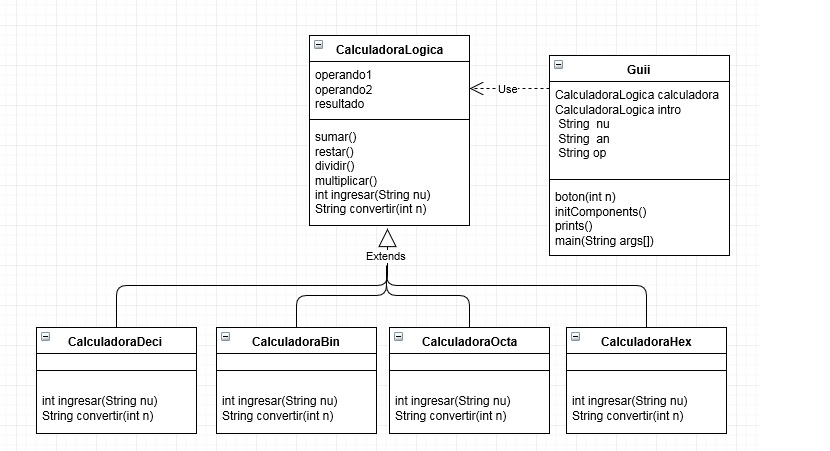 CalculadoraLogica
operando1
operando2
resultado
sumar()
restar()
dividir()
multiplicar()
int ingresar(String nu)
String convertir(int n)
Use
Guii
CalculadoraLogica calculadora
CalculadoraLogica intro
String nu
String an
String op
boton(int n)
initComponents()
prints()
main(String args[])
Extends
CalculadoraDeci
int ingresar(String nu)
String convertir(int n)
CalculadoraBin
int ingresar(String nu)
String convertir(int n)
CalculadoraOcta
int ingresar(String nu)
String convertir(int n)
CalculadoraHex
int ingresar(String nu)
String convertir(int n)